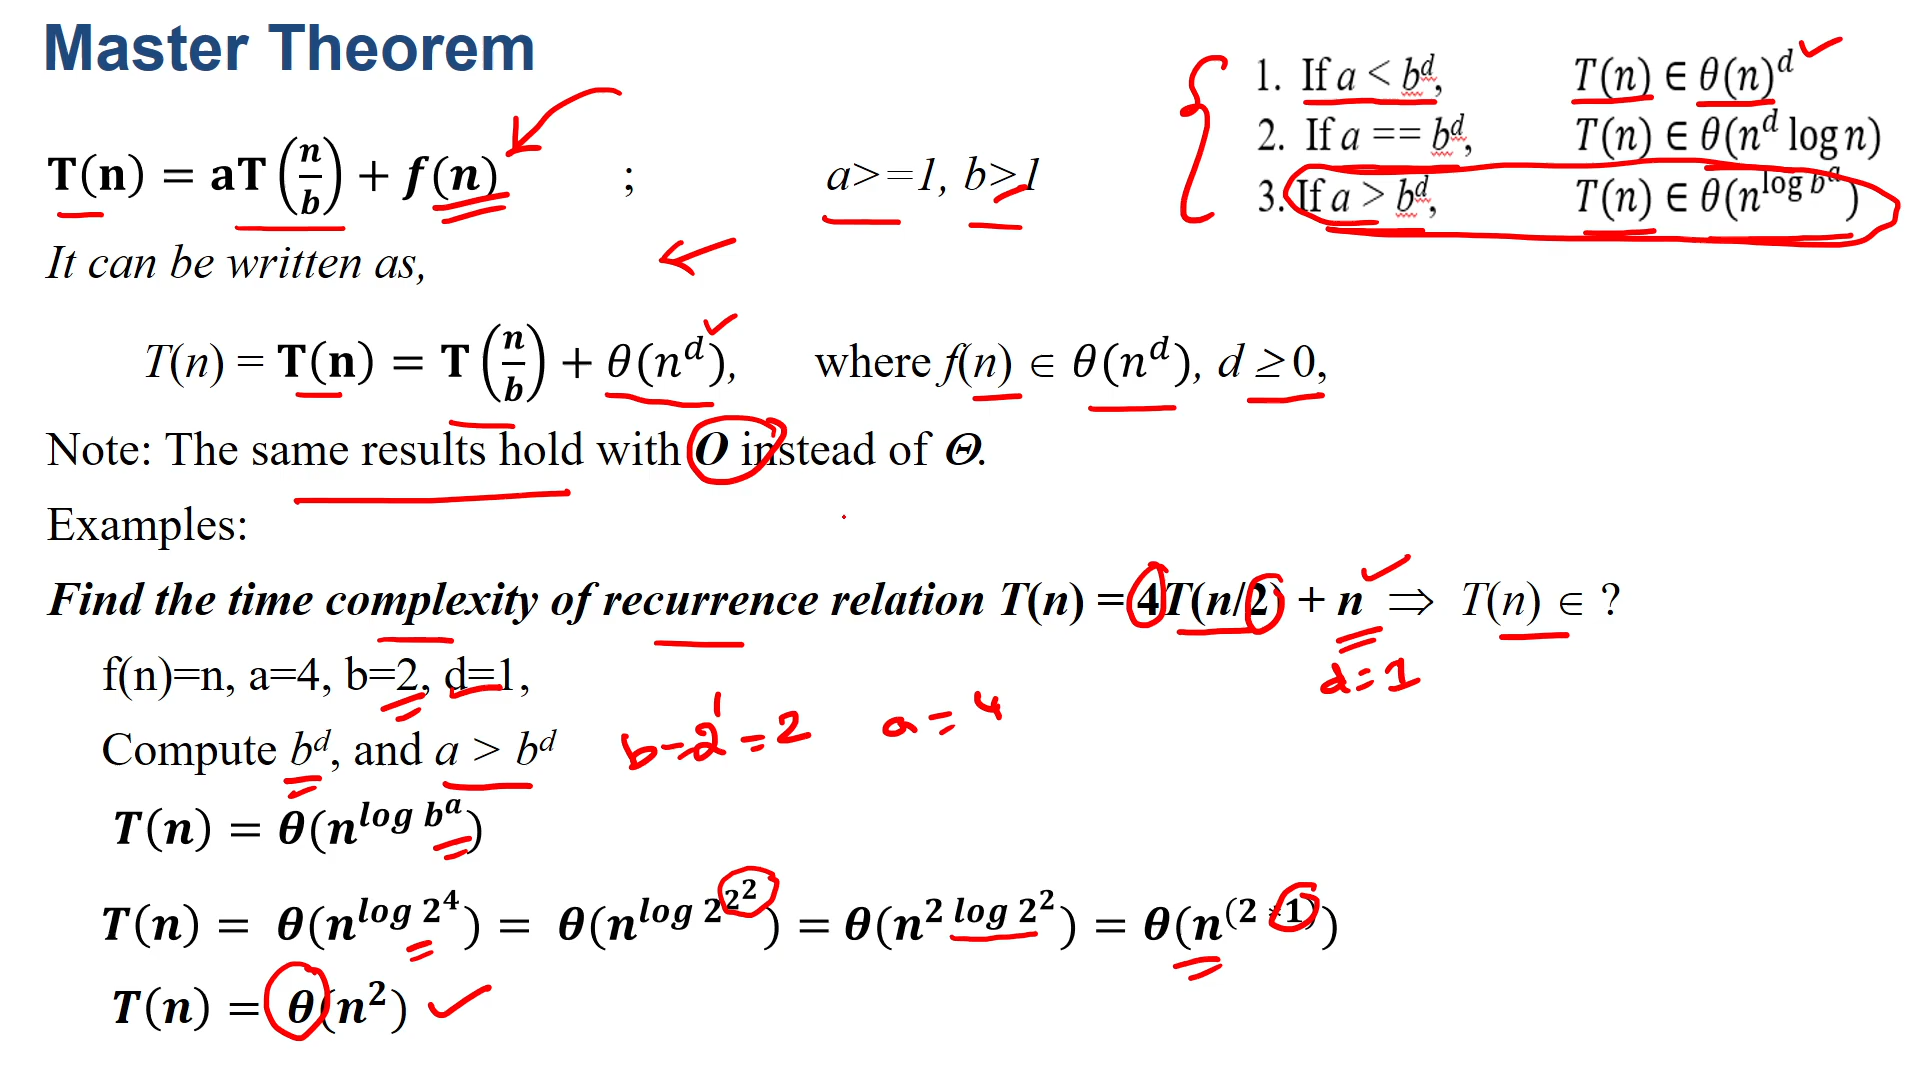 Master Theorem
1. If a < b^d, T(n) ∈ θ(n)^d
2. If a == b^d, T(n) ∈ θ(n^d log n)
3. If a > b^d, T(n) ∈ θ(n^(log b^a))
T(n) = aT(n/b) + f(n) ; a>=1, b>1
It can be written as,
T(n) = T(n) = T(n/b) + θ(n^d), where f(n) ∈ θ(n^d), d ≥ 0,
Note: The same results hold with O instead of Θ.
Examples:
Find the time complexity of recurrence relation T(n) = 4T(n/2) + n ⇒ T(n) ∈ ?
d=1
f(n)=n, a=4, b=2, d=1,
Compute b^d, and a > b^d b=2^1=2 a=4
T(n) = θ(n^(log b^a))
T(n) = θ(n^(log 2^4)) = θ(n^(log 2^(2^2))) = θ(n^(2 log 2^2)) = θ(n^(2 * 1))
T(n) = θ(n^2)